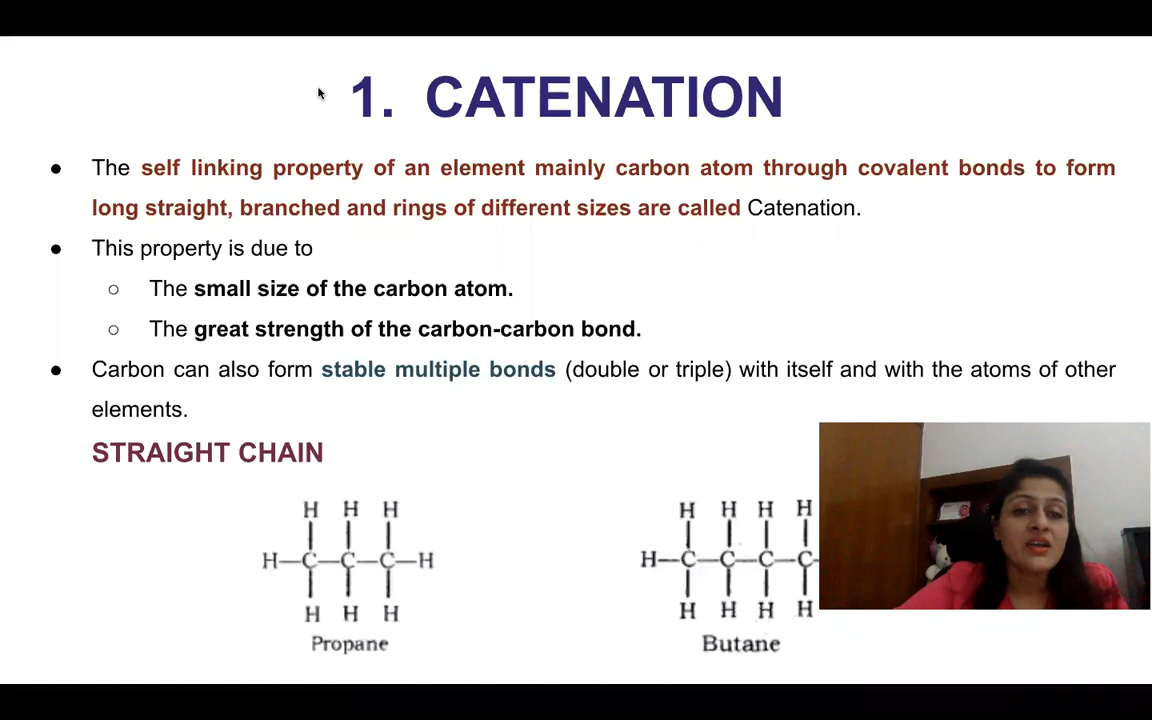 1. CATENATION
● The self linking property of an element mainly carbon atom through covalent bonds to form
long straight, branched and rings of different sizes are called Catenation.
● This property is due to
○ The small size of the carbon atom.
○ The great strength of the carbon-carbon bond.
● Carbon can also form stable multiple bonds (double or triple) with itself and with the atoms of other
elements.
STRAIGHT CHAIN
H H H
H—C—C—C—H
H H H
Propane
H H H H
H—C—C—C—C—
H H H H
Butane